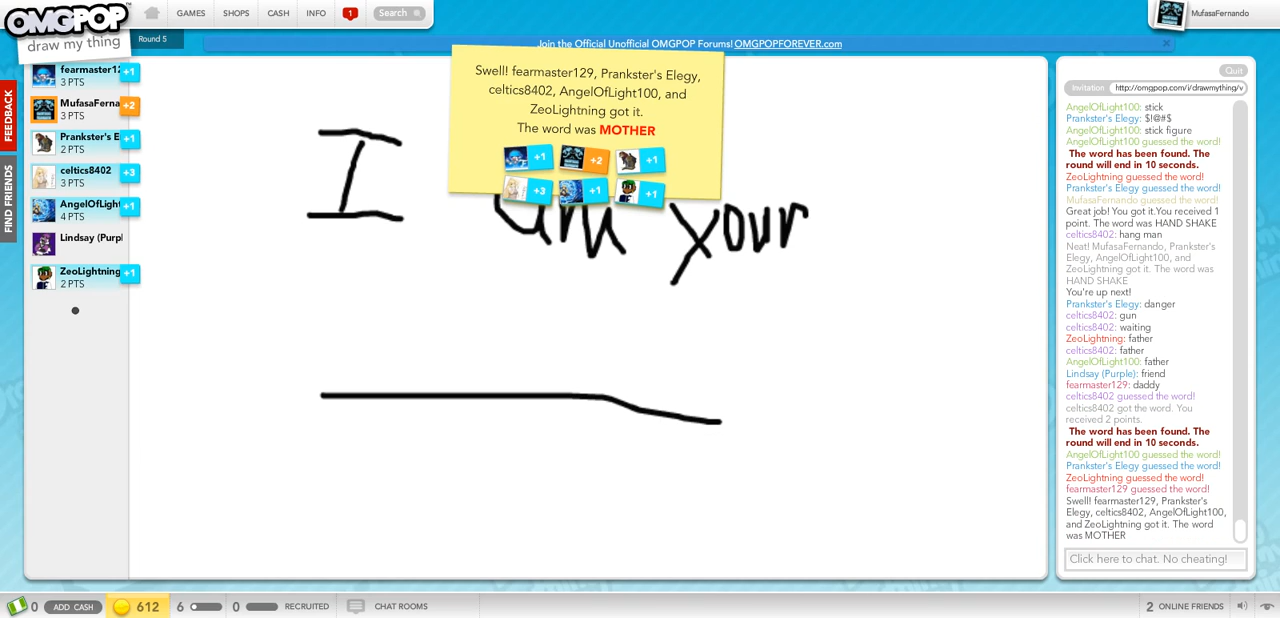 OMGPOP
draw my thing
GAMES
SHOPS
CASH
INFO
1
Search
MufasaFernando
Round 5
Join the Official Unofficial OMGPOP Forums! OMGPOPFOREVER.com
FEEDBACK
FIND FRIENDS
fearmaster12
+1
3 PTS
MufasaFerna
+2
3 PTS
Prankster's E
+1
2 PTS
celtics8402
+3
3 PTS
AngelOfLight
+1
4 PTS
Lindsay (Purpl
ZeoLightning
+1
2 PTS
Swell! fearmaster129, Prankster's Elegy,
celtics8402, AngelOfLight100, and
ZeoLightning got it.
The word was MOTHER
+1 +2 +1
+3 +1 +1
I am your
Quit
Invitation http://omgpop.com/i/drawmything/v
AngelOfLight100: stick
Prankster's Elegy: $!@#$
AngelOfLight100: stick figure
AngelOfLight100 guessed the word!
The word has been found. The
round will end in 10 seconds.
ZeoLightning guessed the word!
Prankster's Elegy guessed the word!
MufasaFernando guessed the word!
Great job! You got it.You received 1
point. The word was HAND SHAKE
celtics8402: hang man
Neat! MufasaFernando, Prankster's
Elegy, AngelOfLight100, and
ZeoLightning got it. The word was
HAND SHAKE
You're up next!
Prankster's Elegy: danger
celtics8402: gun
celtics8402: waiting
ZeoLightning: father
celtics8402: father
AngelOfLight100: father
Lindsay (Purple): friend
fearmaster129: daddy
celtics8402 guessed the word!
celtics8402 got the word. You
received 2 points.
The word has been found. The
round will end in 10 seconds.
AngelOfLight100 guessed the word!
Prankster's Elegy guessed the word!
ZeoLightning guessed the word!
fearmaster129 guessed the word!
Swell! fearmaster129, Prankster's
Elegy, celtics8402, AngelOfLight100,
and ZeoLightning got it. The word
was MOTHER
Click here to chat. No cheating!
0
ADD CASH
612
6
0
RECRUITED
CHAT ROOMS
2 ONLINE FRIENDS